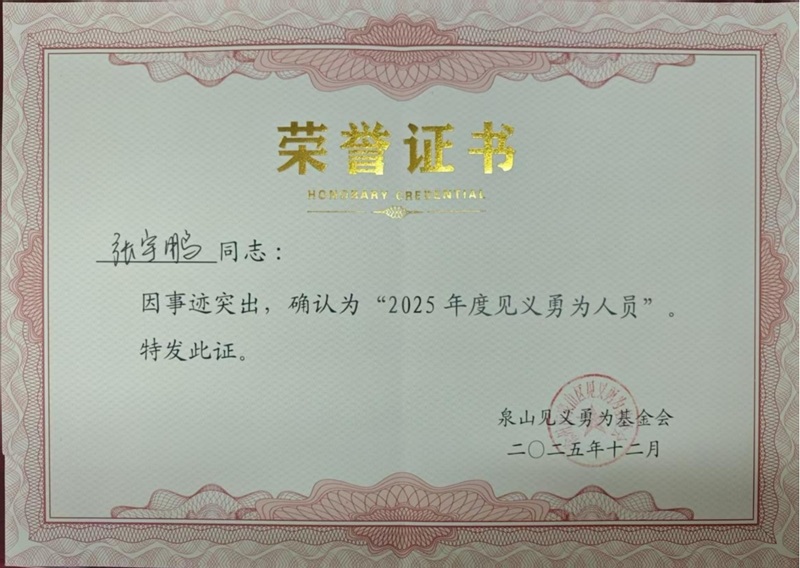 荣誉证书
HONORARY CREDENTIAL
张宇鹏同志：
因事迹突出，确认为“2025年度见义勇为人员”。
特发此证。
泉山见义勇为基金会
二〇二五年十二月